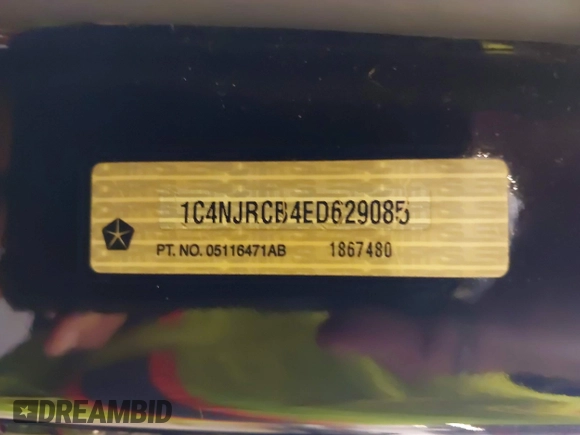 1C4NJRCB4ED629085
PT. NO. 05116471AB 1867480
DREAMBID